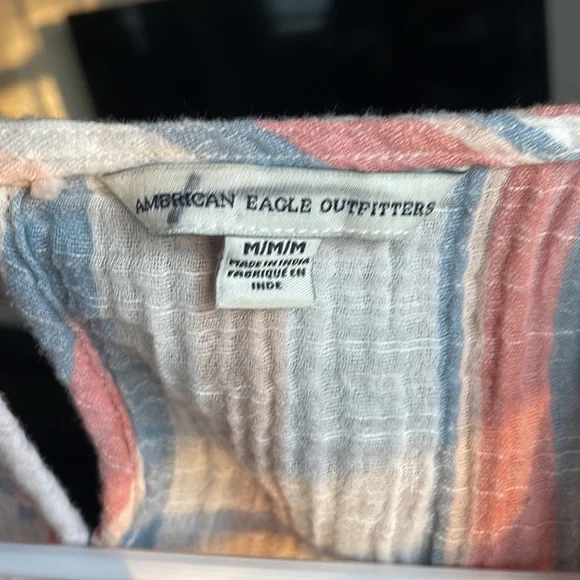 AMERICAN EAGLE OUTFITTERS
M/M/M
MADE IN INDIA
FABRIQUÉ EN
INDE